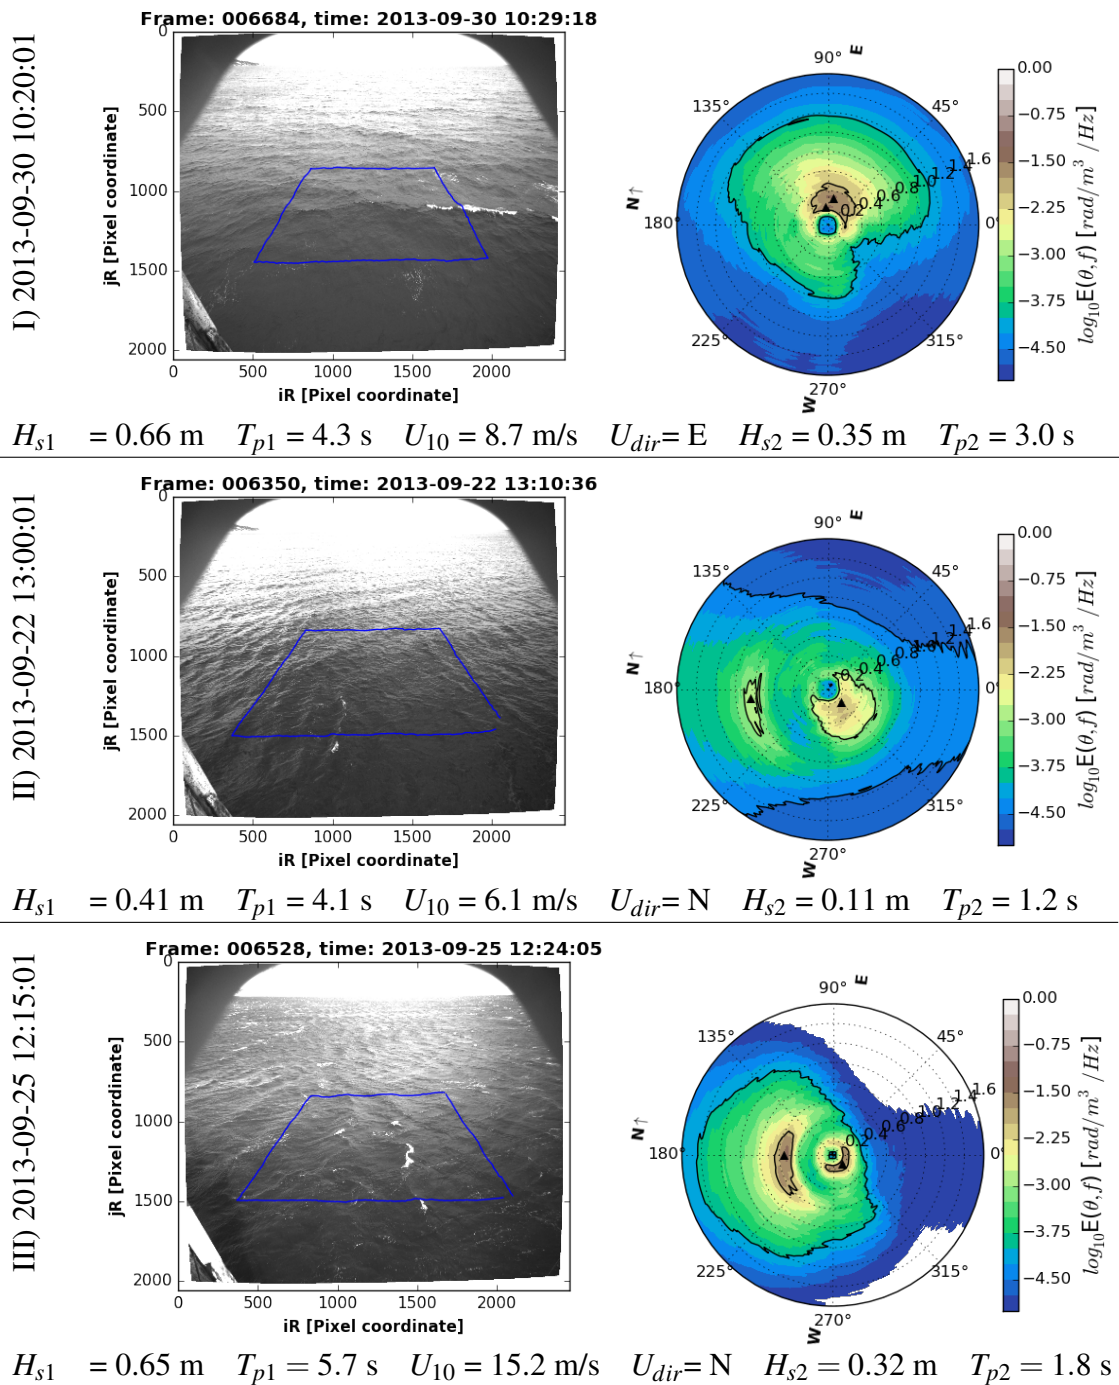 I) 2013-09-30 10:20:01
Frame: 006684, time: 2013-09-30 10:29:18
0
500
1000
1500
2000
jR [Pixel coordinate]
0 500 1000 1500 2000
iR [Pixel coordinate]
E
90°
135° 45°
N↑
180° 0°
0.2 0.4 0.6 0.8 1.0 1.2 1.4 1.6
225° 315°
270°
W
0.00
−0.75
−1.50
−2.25
−3.00
−3.75
−4.50
log10E(θ,f) [rad/m³/Hz]
Hs1 = 0.66 m Tp1 = 4.3 s U10 = 8.7 m/s Udir= E Hs2 = 0.35 m Tp2 = 3.0 s
II) 2013-09-22 13:00:01
Frame: 006350, time: 2013-09-22 13:10:36
0
500
1000
1500
2000
jR [Pixel coordinate]
0 500 1000 1500 2000
iR [Pixel coordinate]
E
90°
135° 45°
N↑
180° 0°
0.2 0.4 0.6 0.8 1.0 1.2 1.4 1.6
225° 315°
270°
W
0.00
−0.75
−1.50
−2.25
−3.00
−3.75
−4.50
log10E(θ,f) [rad/m³/Hz]
Hs1 = 0.41 m Tp1 = 4.1 s U10 = 6.1 m/s Udir= N Hs2 = 0.11 m Tp2 = 1.2 s
III) 2013-09-25 12:15:01
Frame: 006528, time: 2013-09-25 12:24:05
0
500
1000
1500
2000
jR [Pixel coordinate]
0 500 1000 1500 2000
iR [Pixel coordinate]
E
90°
135° 45°
N↑
180° 0°
0.2 0.4 0.6 0.8 1.0 1.2 1.4 1.6
225° 315°
270°
W
0.00
−0.75
−1.50
−2.25
−3.00
−3.75
−4.50
log10E(θ,f) [rad/m³/Hz]
Hs1 = 0.65 m Tp1 = 5.7 s U10 = 15.2 m/s Udir= N Hs2 = 0.32 m Tp2 = 1.8 s